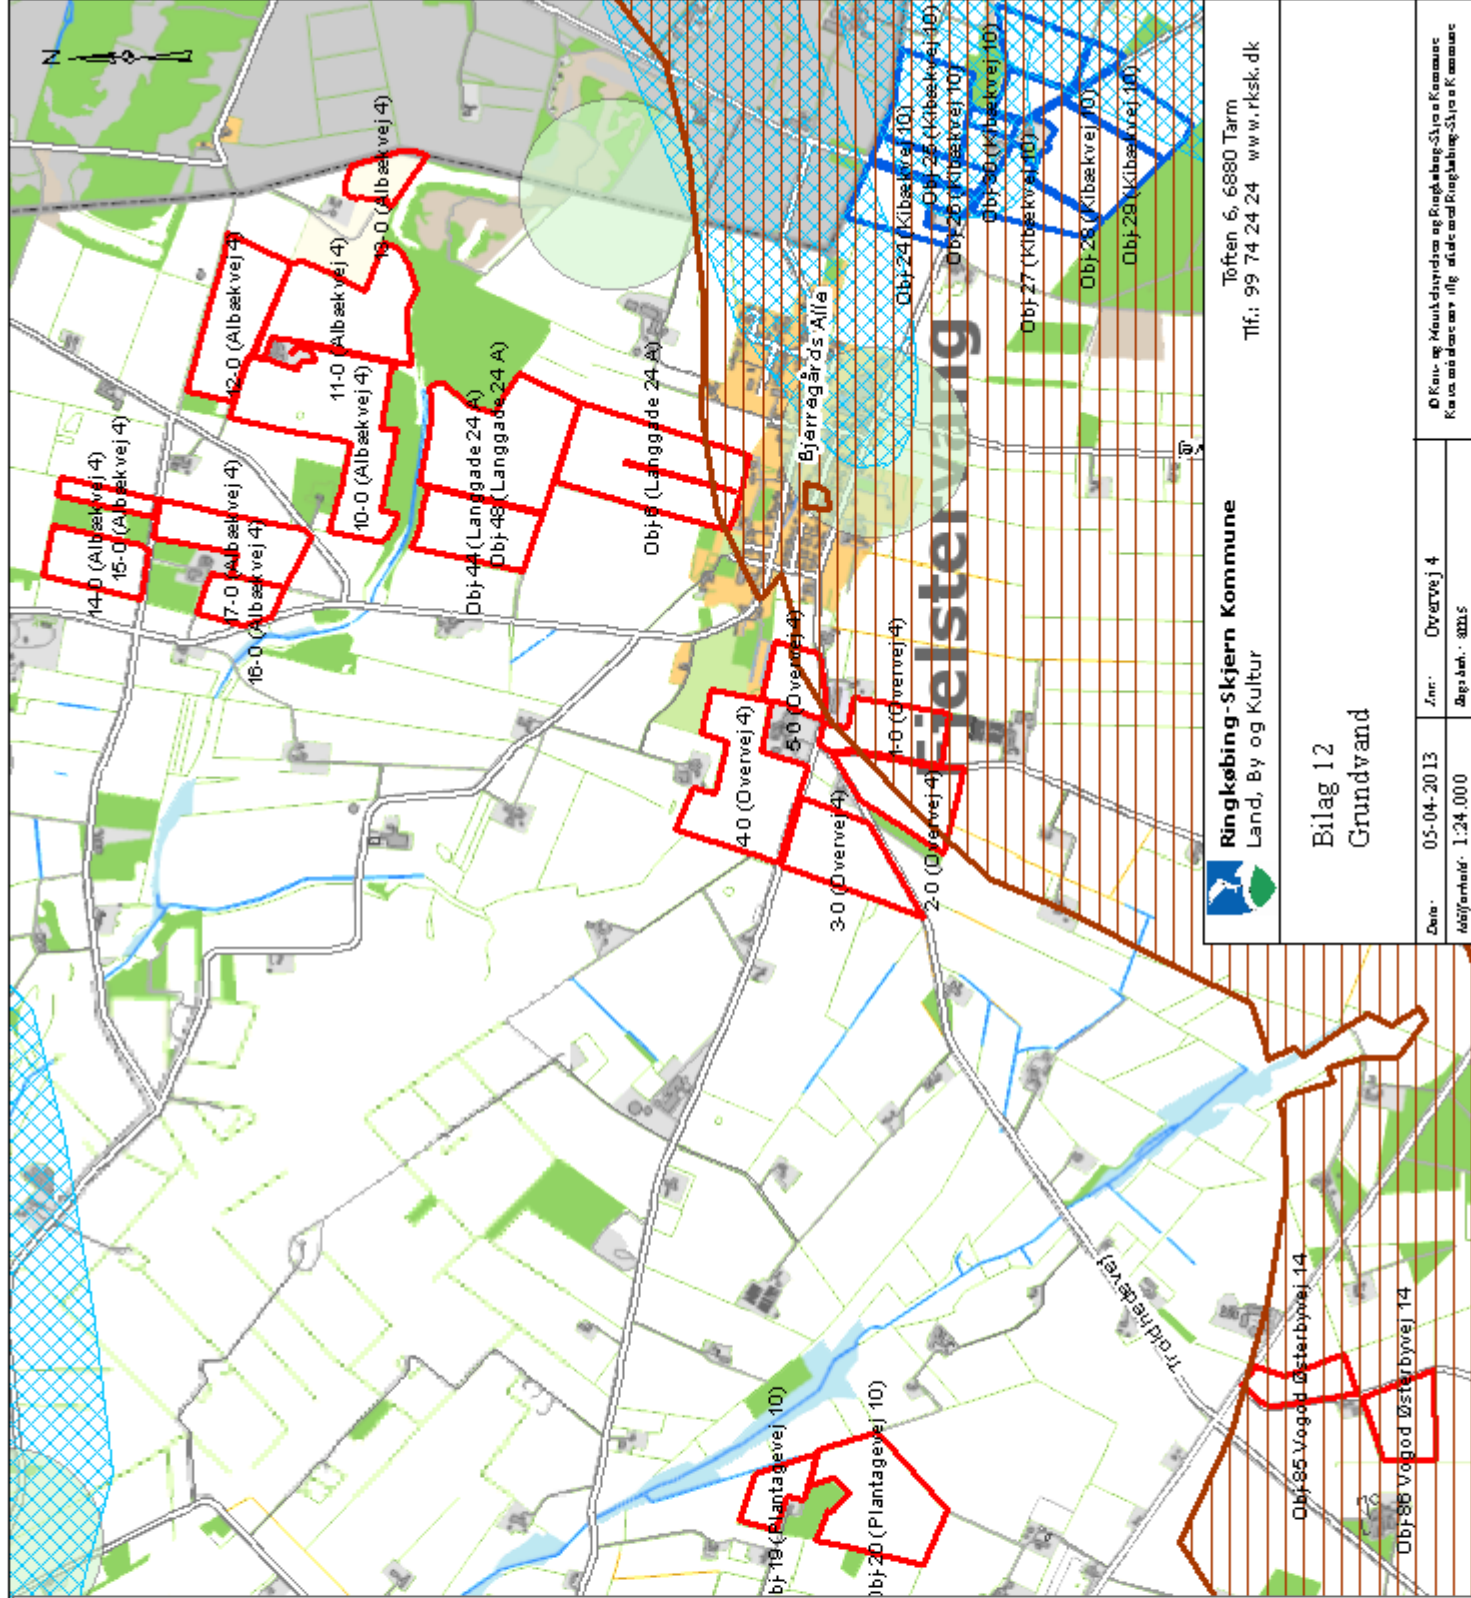 N
14-0 (Albækvej 4)
15-0 (Albækvej 4)
17-0 (Albækvej 4)
16-0 (Albækvej 4)
12-0 (Albækvej 4)
11-0 (Albækvej 4)
10-0 (Albækvej 4)
13-0 (Albækvej 4)
Obj-44 (Langgade 24 A)
Obj-48 (Langgade 24 A)
Obj-6 (Langgade 24 A)
Bjerregårds Alle
Fjelstervang
Obj-24 (Kibækvej 10)
Obj-25 (Kibækvej 10)
Obj-26 (Kibækvej 10)
Obj-30 (Kibækvej 10)
Obj-27 (Kibækvej 10)
Obj-28 (Kibækvej 10)
Obj-29 (Kibækvej 10)
4-0 (Overvej 4)
5-0 (Overvej 4)
3-0 (Overvej 4)
1-0 (Overvej 4)
2-0 (Overvej 4)
Troldhedevej
bj-19 (Plantagevej 10)
bj-20 (Plantagevej 10)
Obj-85 Vogod Østerbyvej 14
Obj-86 Vogod Østerbyvej 14
Ringkøbing-Skjern Kommune
Land, By og Kultur
Toften 6, 6880 Tarm
Tlf.: 99 74 24 24 www.rksk.dk
Bilag 12
Grundvand
Dato: 05-04-2013
J.nr.: Overvej 4
Målforhold: 1:24.000